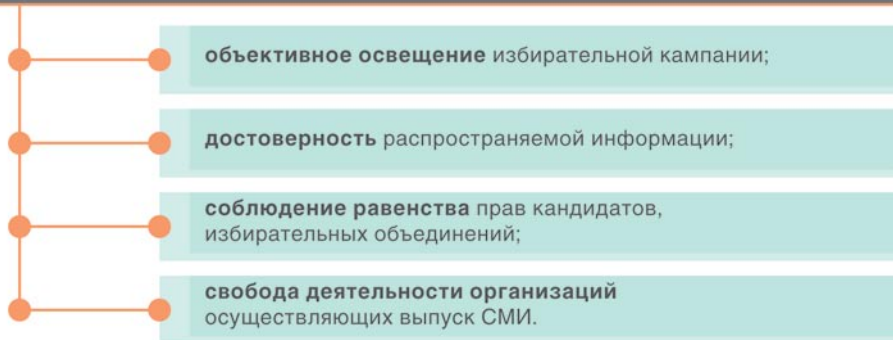 объективное освещение избирательной кампании;
достоверность распространяемой информации;
соблюдение равенства прав кандидатов,
избирательных объединений;
свобода деятельности организаций
осуществляющих выпуск СМИ.